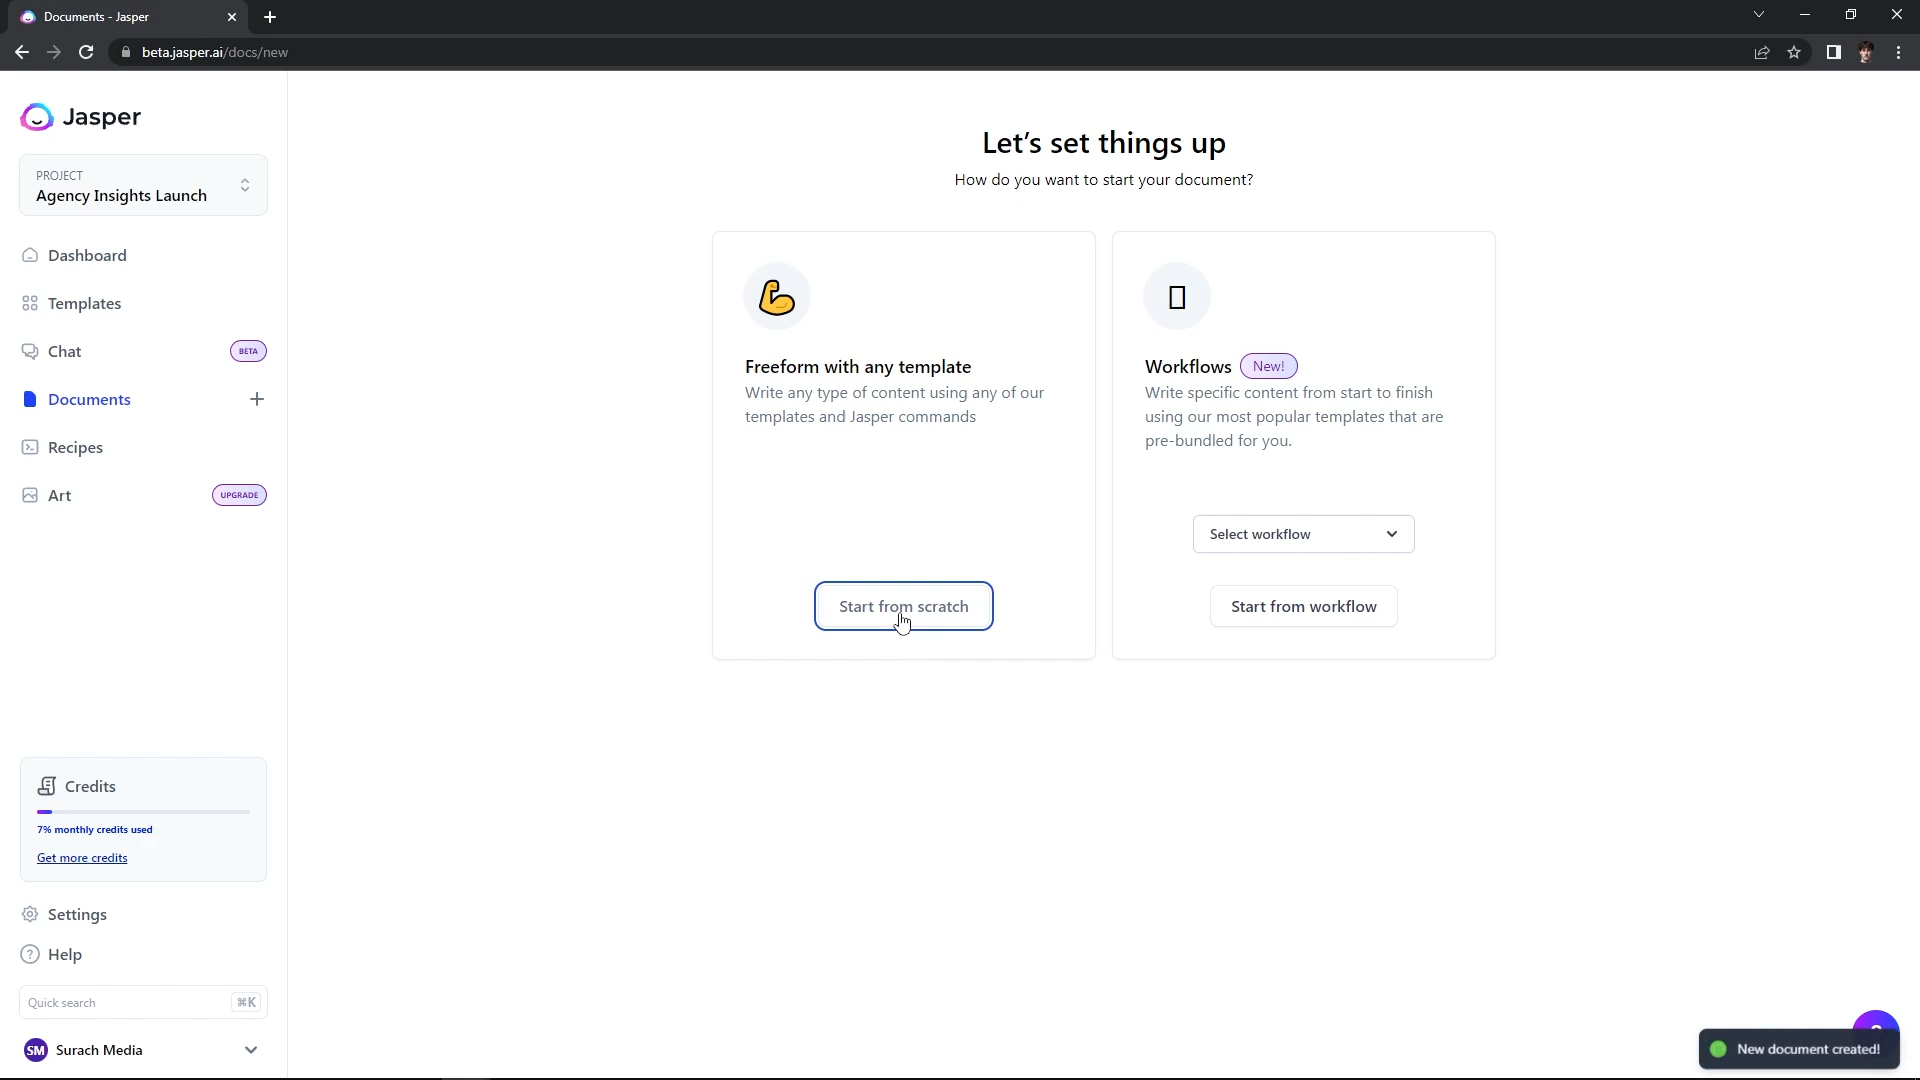 Documents - Jasper
beta.jasper.ai/docs/new
Jasper
PROJECT
Agency Insights Launch
Dashboard
Templates
Chat
BETA
Documents
Recipes
Art
UPGRADE
Let's set things up
How do you want to start your document?
Freeform with any template
Write any type of content using any of our
templates and Jasper commands
Start from scratch
Workflows New!
Write specific content from start to finish
using our most popular templates that are
pre-bundled for you.
Select workflow
Start from workflow
Credits
7% monthly credits used
Get more credits
Settings
Help
Quick search ⌘K
SM Surach Media
New document created!